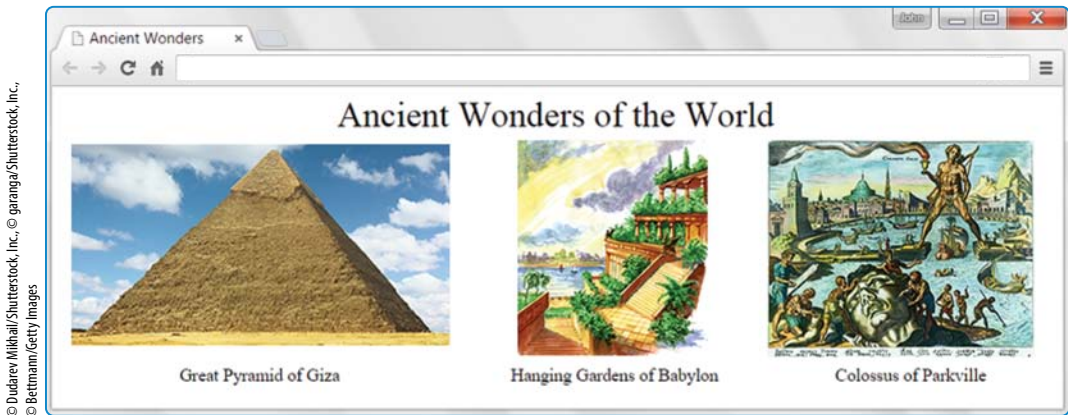 © Dudarev Mikhail/Shutterstock, Inc., © garanga/Shutterstock, Inc.,
© Bettmann/Getty Images
John
Ancient Wonders
Ancient Wonders of the World
Great Pyramid of Giza
Hanging Gardens of Babylon
Colossus of Parkville